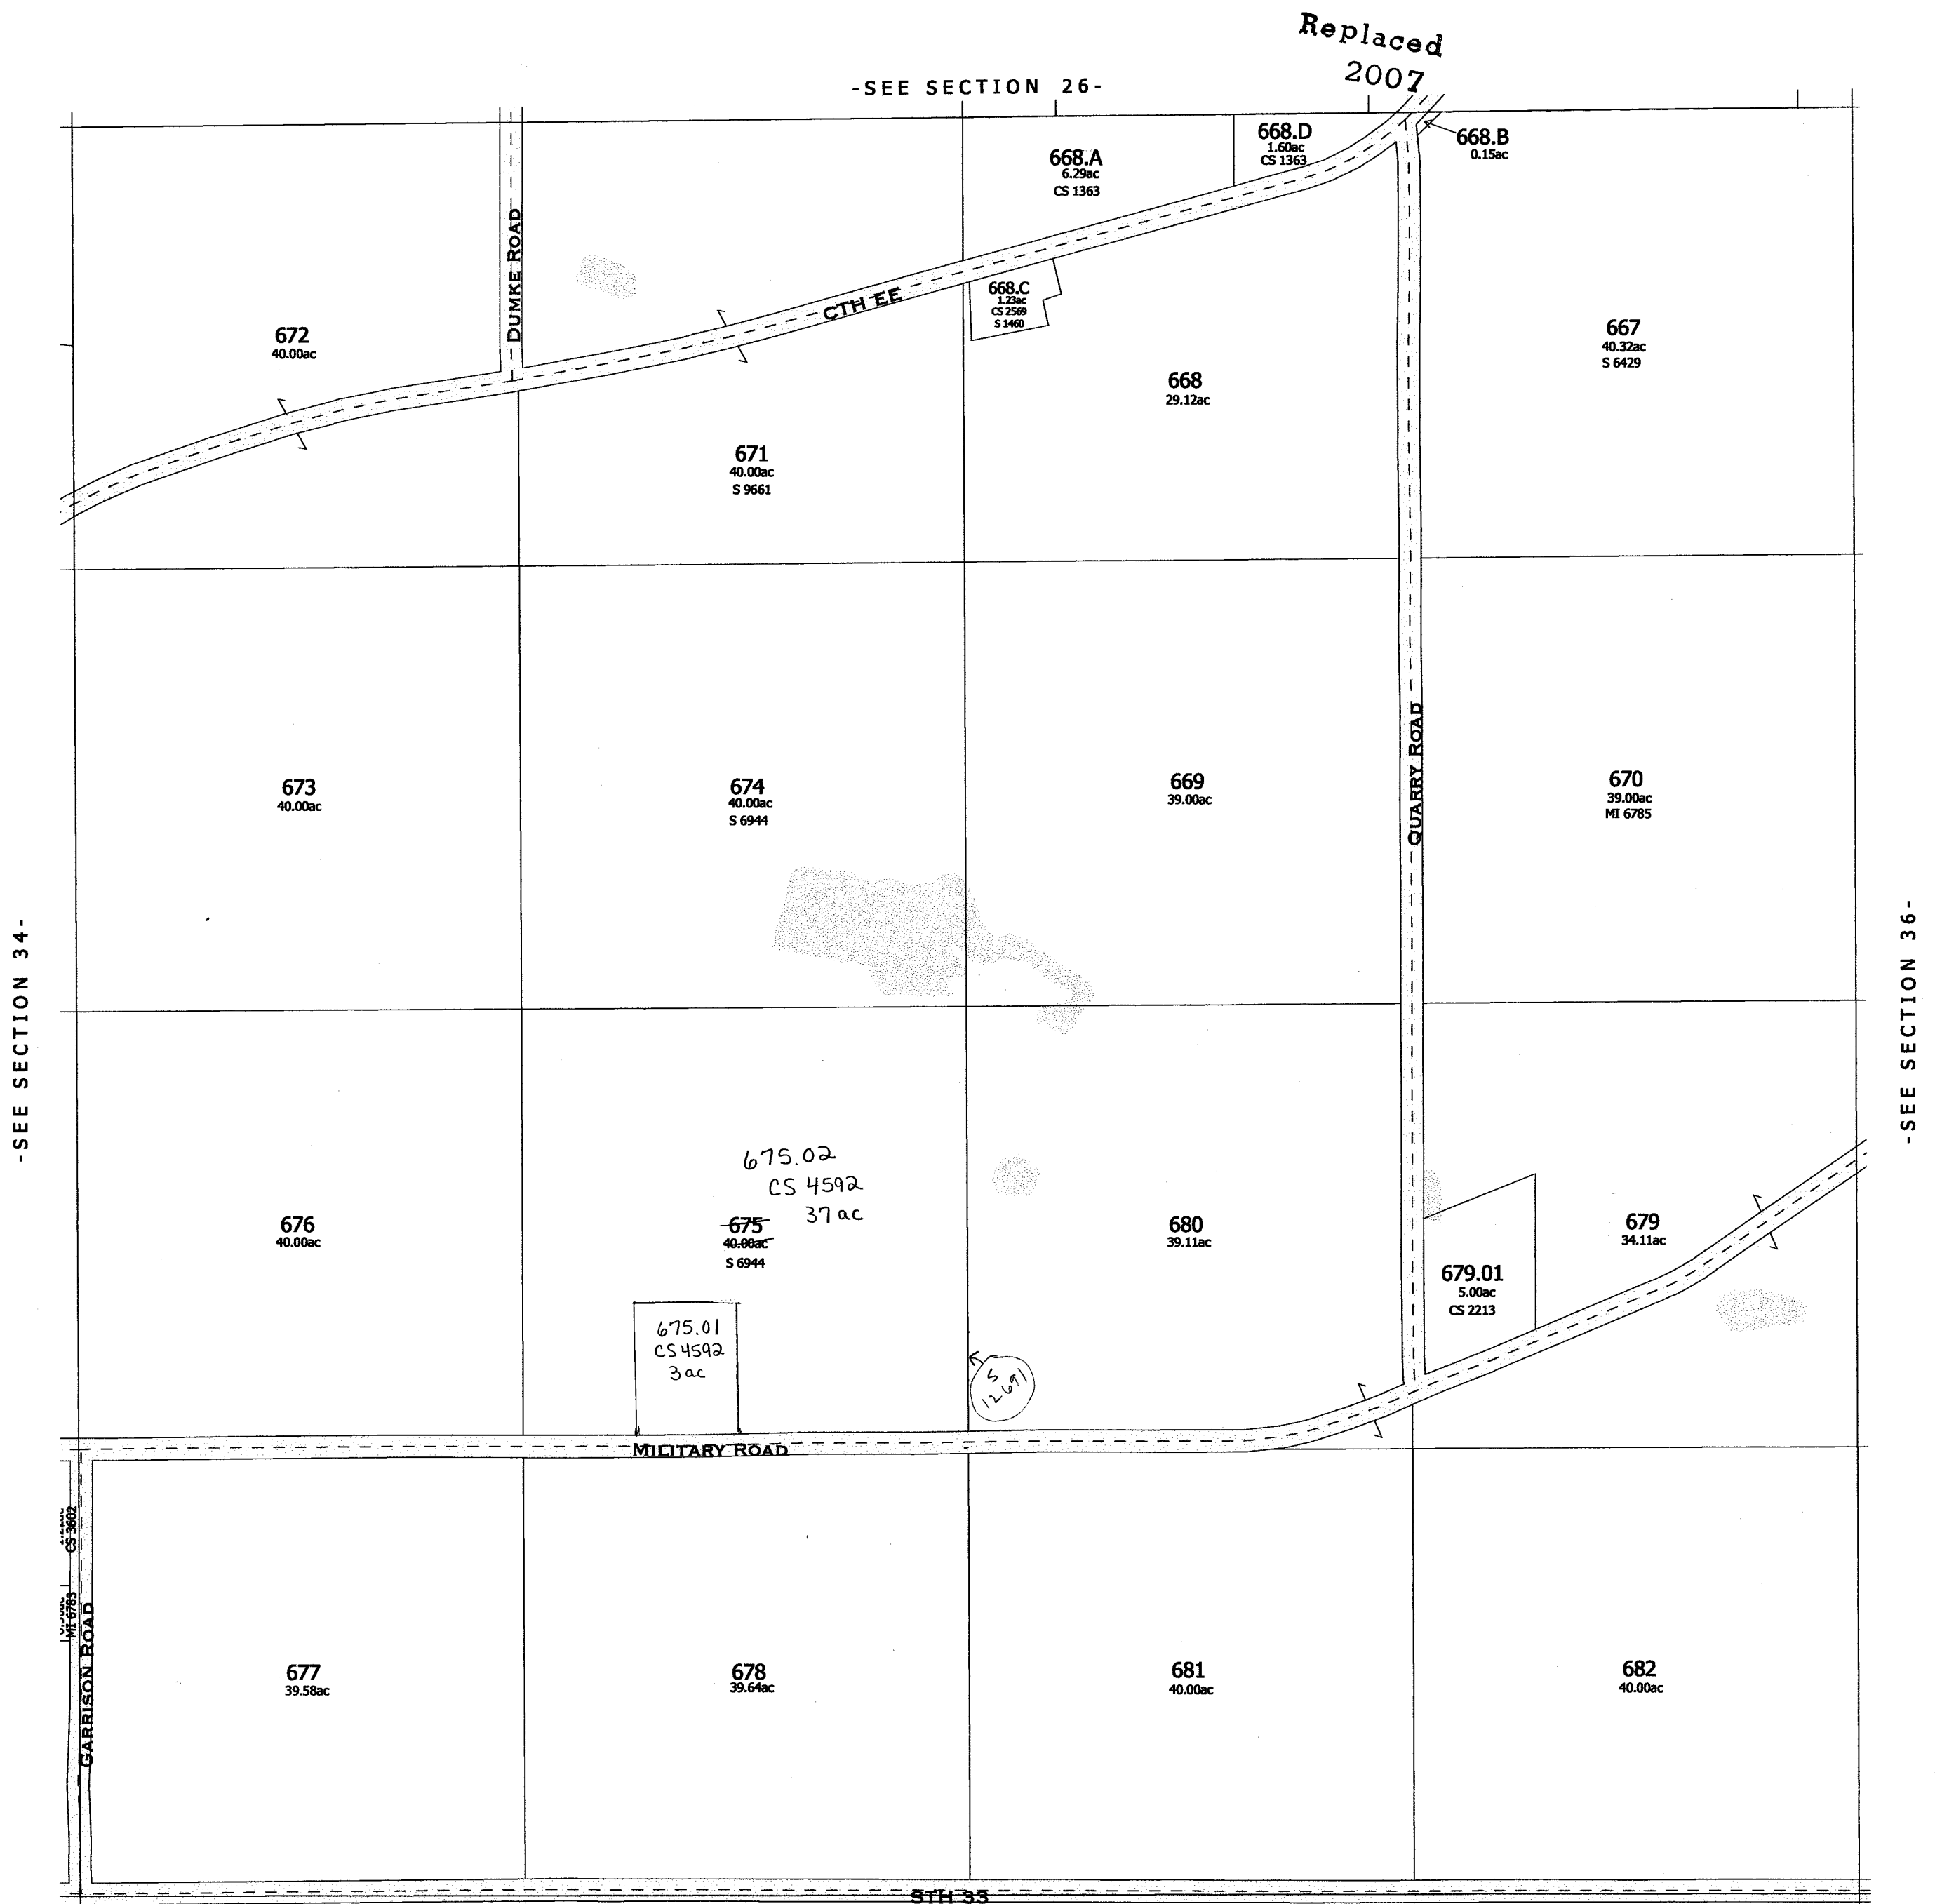 Replaced
2007
-SEE SECTION 26-
668.A
6.29ac
CS 1363
668.D
1.60ac
CS 1363
668.B
0.15ac
DUMKE ROAD
CTH EE
668.C
1.23ac
CS 2569
S 1460
672
40.00ac
671
40.00ac
S 9661
668
29.12ac
667
40.32ac
S 6429
673
40.00ac
674
40.00ac
S 6944
669
39.00ac
QUARRY ROAD
670
39.00ac
MI 6785
-SEE SECTION 34-
-SEE SECTION 36-
676
40.00ac
675.02
CS 4592
37 ac
675
40.00ac
S 6944
675.01
CS 4592
3 ac
680
39.11ac
S
12691
679.01
5.00ac
CS 2213
679
34.11ac
MILITARY ROAD
CS 3602
MI 6783
GARRISON ROAD
677
39.58ac
678
39.64ac
681
40.00ac
682
40.00ac
STH 33